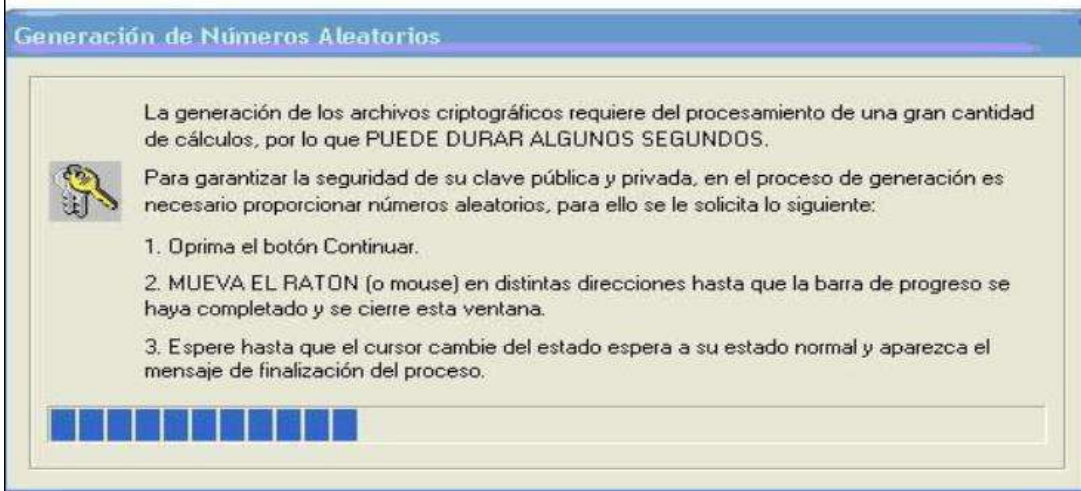 Generación de Números Aleatorios
La generación de los archivos criptográficos requiere del procesamiento de una gran cantidad
de cálculos, por lo que PUEDE DURAR ALGUNOS SEGUNDOS.
Para garantizar la seguridad de su clave pública y privada, en el proceso de generación es
necesario proporcionar números aleatorios, para ello se le solicita lo siguiente:
1. Oprima el botón Continuar.
2. MUEVA EL RATON (o mouse) en distintas direcciones hasta que la barra de progreso se
haya completado y se cierre esta ventana.
3. Espere hasta que el cursor cambie del estado espera a su estado normal y aparezca el
mensaje de finalización del proceso.